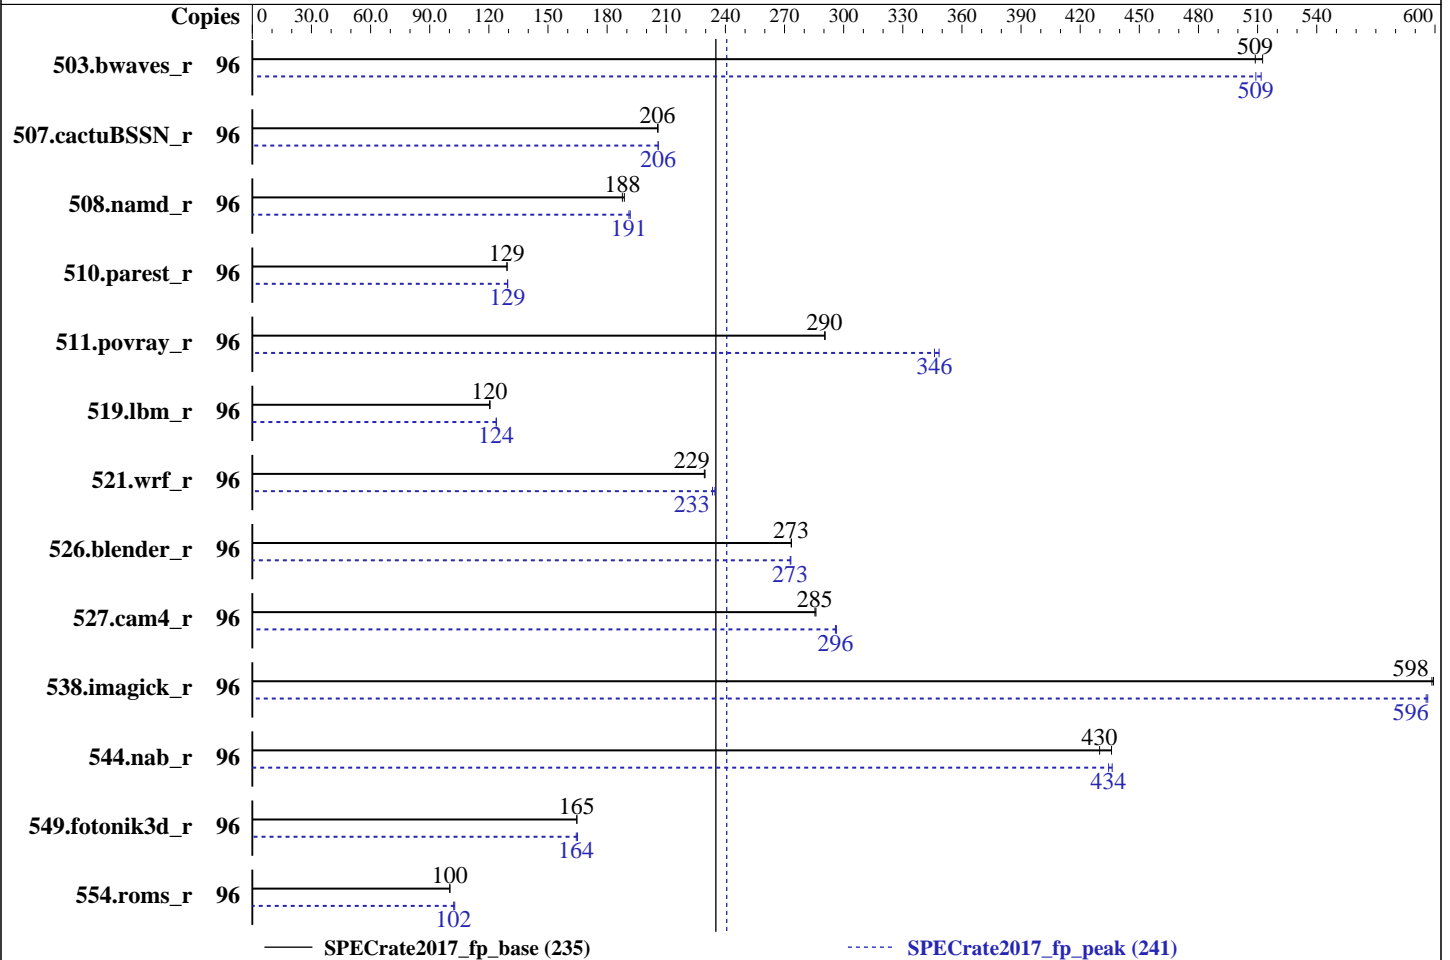 Copies 0 30.0 60.0 90.0 120 150 180 210 240 270 300 330 360 390 420 450 480 510 540 600
503.bwaves_r 96 509
509
507.cactuBSSN_r 96 206
206
508.namd_r 96 188
191
510.parest_r 96 129
129
511.povray_r 96 290
346
519.lbm_r 96 120
124
521.wrf_r 96 229
233
526.blender_r 96 273
273
527.cam4_r 96 285
296
538.imagick_r 96 598
596
544.nab_r 96 430
434
549.fotonik3d_r 96 165
164
554.roms_r 96 100
102
SPECrate2017_fp_base (235) SPECrate2017_fp_peak (241)